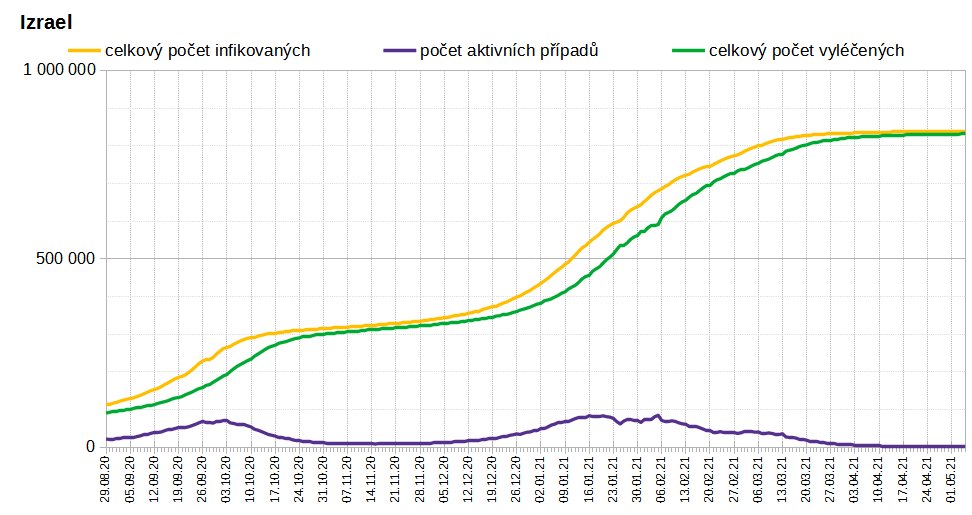 Izrael
celkový počet infikovaných počet aktivních případů celkový počet vyléčených
1 000 000
500 000
0
29.08.20 05.09.20 12.09.20 19.09.20 26.09.20 03.10.20 10.10.20 17.10.20 24.10.20 31.10.20 07.11.20 14.11.20 21.11.20 28.11.20 05.12.20 12.12.20 19.12.20 26.12.20 02.01.21 09.01.21 16.01.21 23.01.21 30.01.21 06.02.21 13.02.21 20.02.21 27.02.21 06.03.21 13.03.21 20.03.21 27.03.21 03.04.21 10.04.21 17.04.21 24.04.21 01.05.21